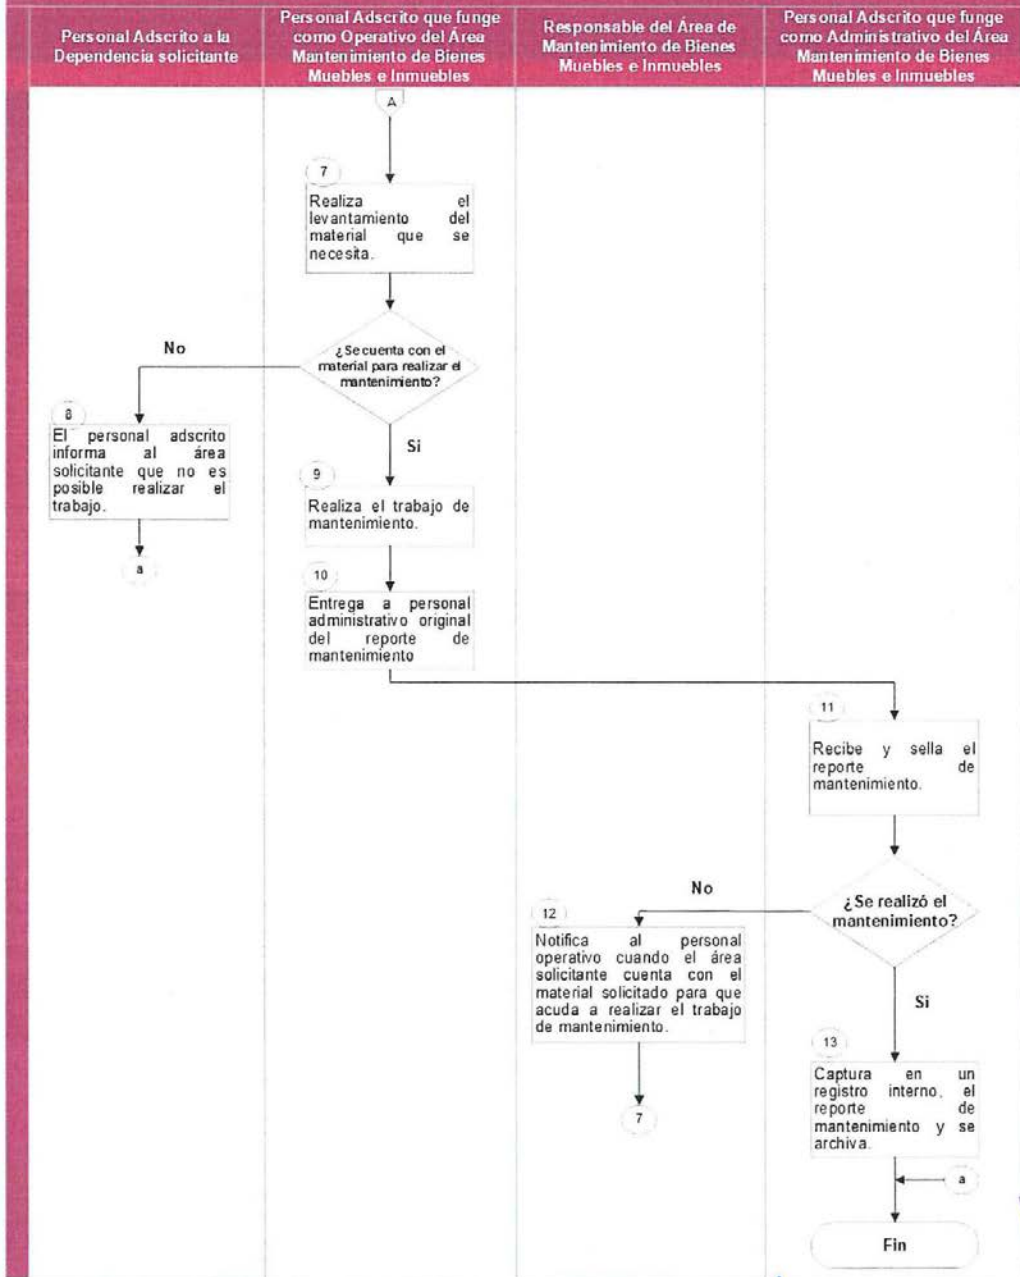 Personal Adscrito a la
Dependencia solicitante
Personal Adscrito que funge
como Operativo del Área
Mantenimiento de Bienes
Muebles e Inmuebles
Responsable del Área de
Mantenimiento de Bienes
Muebles e Inmuebles
Personal Adscrito que funge
como Administrativo del Área
Mantenimiento de Bienes
Muebles e Inmuebles
A
7
Realiza el
levantamiento del
material que se
necesita.
¿Se cuenta con el
material para realizar el
mantenimiento?
No
8
El personal adscrito
informa al área
solicitante que no es
posible realizar el
trabajo.
a
Si
9
Realiza el trabajo de
mantenimiento.
10
Entrega a personal
administrativo original
del reporte de
mantenimiento
11
Recibe y sella el
reporte de
mantenimiento.
¿Se realizó el
mantenimiento?
No
12
Notifica al personal
operativo cuando el área
solicitante cuenta con el
material solicitado para que
acuda a realizar el trabajo
de mantenimiento.
7
Si
13
Captura en un
registro interno, el
reporte de
mantenimiento y se
archiva.
a
Fin